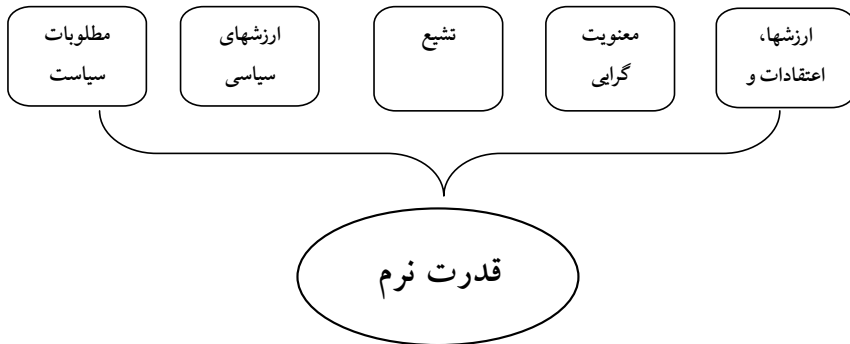 ارزشها،
اعتقادات و
معنویت
گرایی
تشیع
ارزشهای
سیاسی
مطلوبات
سیاست
قدرت نرم